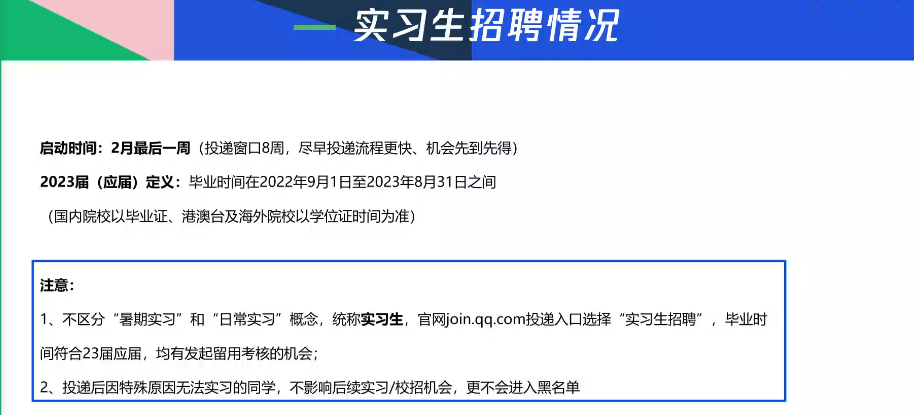 实习生招聘情况
启动时间：2月最后一周（投递窗口8周，尽早投递流程更快、机会先到先得）
2023届（应届）定义：毕业时间在2022年9月1日至2023年8月31日之间
（国内院校以毕业证、港澳台及海外院校以学位证时间为准）
注意：
1、不区分“暑期实习”和“日常实习”概念，统称实习生，官网join.qq.com投递入口选择“实习生招聘”，毕业时
间符合23届应届，均有发起留用考核的机会；
2、投递后因特殊原因无法实习的同学，不影响后续实习/校招机会，更不会进入黑名单